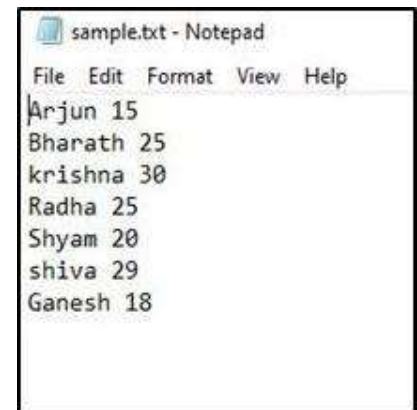 sample.txt - Notepad
File Edit Format View Help
Arjun 15
Bharath 25
krishna 30
Radha 25
Shyam 20
shiva 29
Ganesh 18